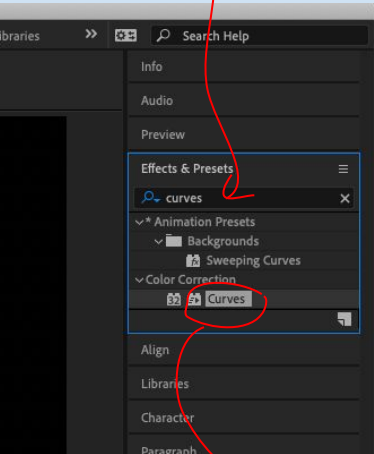 ibraries » Search Help
Info
Audio
Preview
Effects & Presets
curves
* Animation Presets
Backgrounds
Sweeping Curves
Color Correction
32 Curves
Align
Libraries
Character
Paragraph